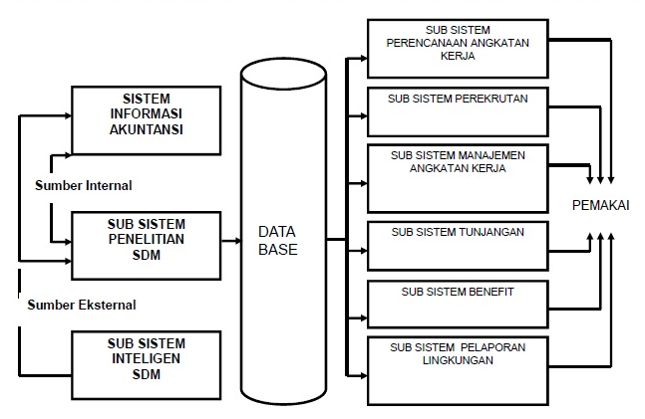 SISTEM
INFORMASI
AKUNTANSI
Sumber Internal
SUB SISTEM
PENELITIAN
SDM
Sumber Eksternal
SUB SISTEM
INTELIGEN
SDM
DATA
BASE
SUB SISTEM
PERENCANAAN ANGKATAN
KERJA
SUB SISTEM PEREKRUTAN
SUB SISTEM MANAJEMEN
ANGKATAN KERJA
SUB SISTEM TUNJANGAN
SUB SISTEM BENEFIT
SUB SISTEM PELAPORAN
LINGKUNGAN
PEMAKAI